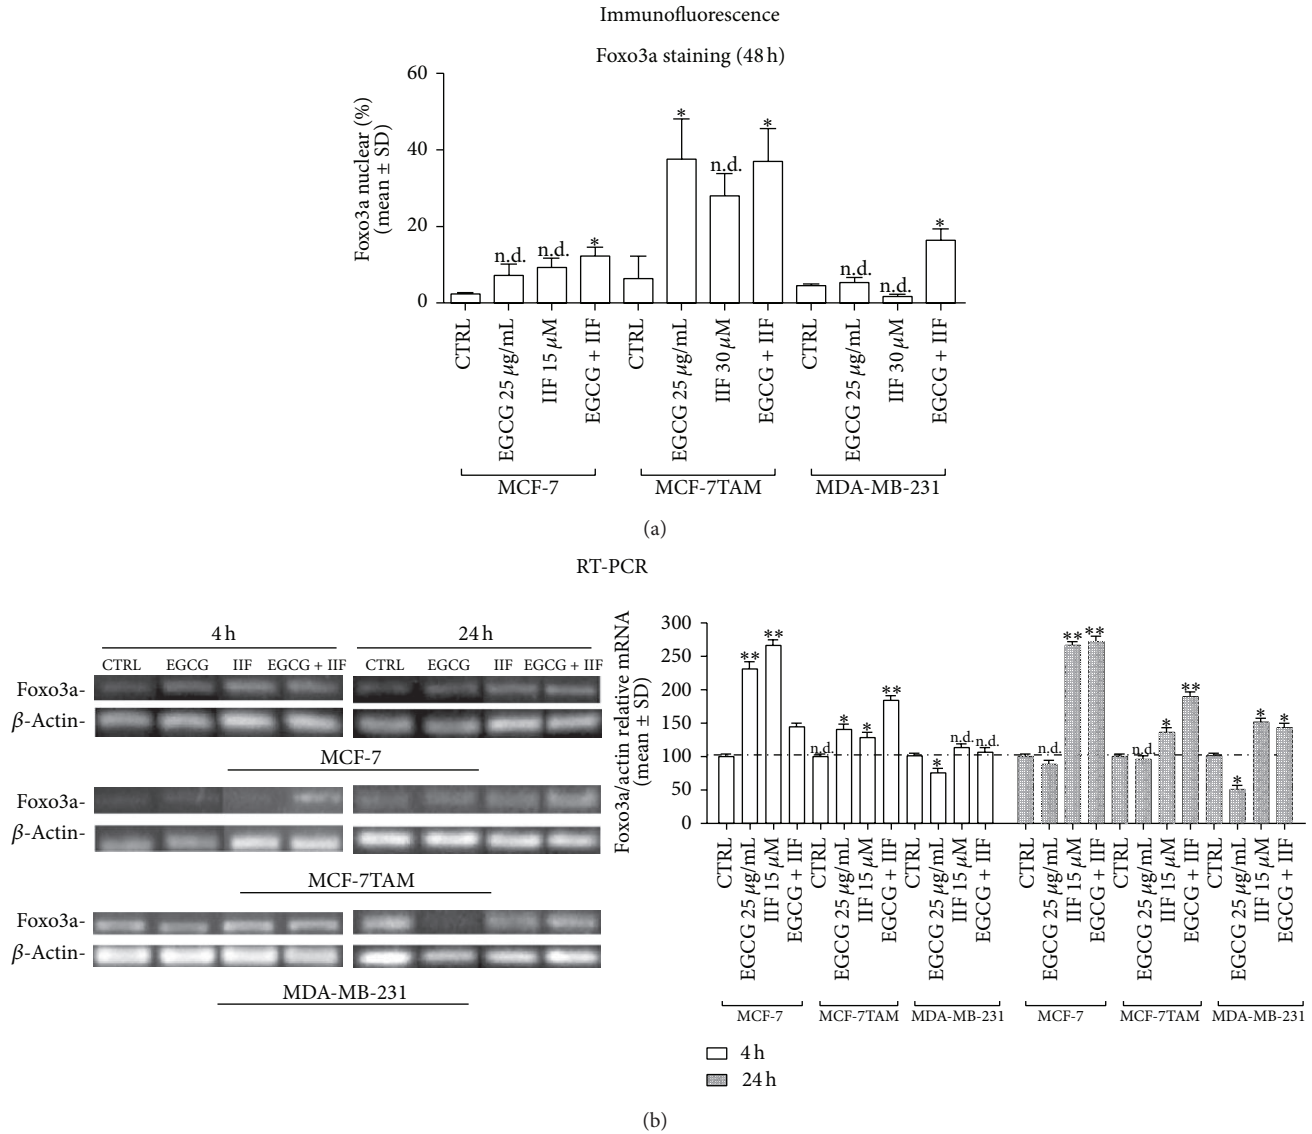 Immunofluorescence
Foxo3a staining (48 h)
Foxo3a nuclear (%)
(mean ± SD)
60
40
20
0
n.d.
n.d.
*
*
n.d.
*
n.d.
n.d.
*
CTRL
EGCG 25 μg/mL
IIF 15 μM
EGCG + IIF
CTRL
EGCG 25 μg/mL
IIF 30 μM
EGCG + IIF
CTRL
EGCG 25 μg/mL
IIF 30 μM
EGCG + IIF
MCF-7
MCF-7TAM
MDA-MB-231
(a)
RT-PCR
4 h
24 h
CTRL EGCG IIF EGCG + IIF
CTRL EGCG IIF EGCG + IIF
Foxo3a-
β-Actin-
MCF-7
Foxo3a-
β-Actin-
MCF-7TAM
Foxo3a-
β-Actin-
MDA-MB-231
Foxo3a/actin relative mRNA
(mean ± SD)
300
250
200
150
100
50
0
**
**
n.d.
*
*
**
*
n.d.
n.d.
n.d.
**
**
n.d.
*
**
*
*
*
CTRL
EGCG 25 μg/mL
IIF 15 μM
EGCG + IIF
CTRL
EGCG 25 μg/mL
IIF 15 μM
EGCG + IIF
CTRL
EGCG 25 μg/mL
IIF 15 μM
EGCG + IIF
CTRL
EGCG 25 μg/mL
IIF 15 μM
EGCG + IIF
CTRL
EGCG 25 μg/mL
IIF 15 μM
EGCG + IIF
CTRL
EGCG 25 μg/mL
IIF 15 μM
EGCG + IIF
MCF-7
MCF-7TAM
MDA-MB-231
MCF-7
MCF-7TAM
MDA-MB-231
4 h
24 h
(b)